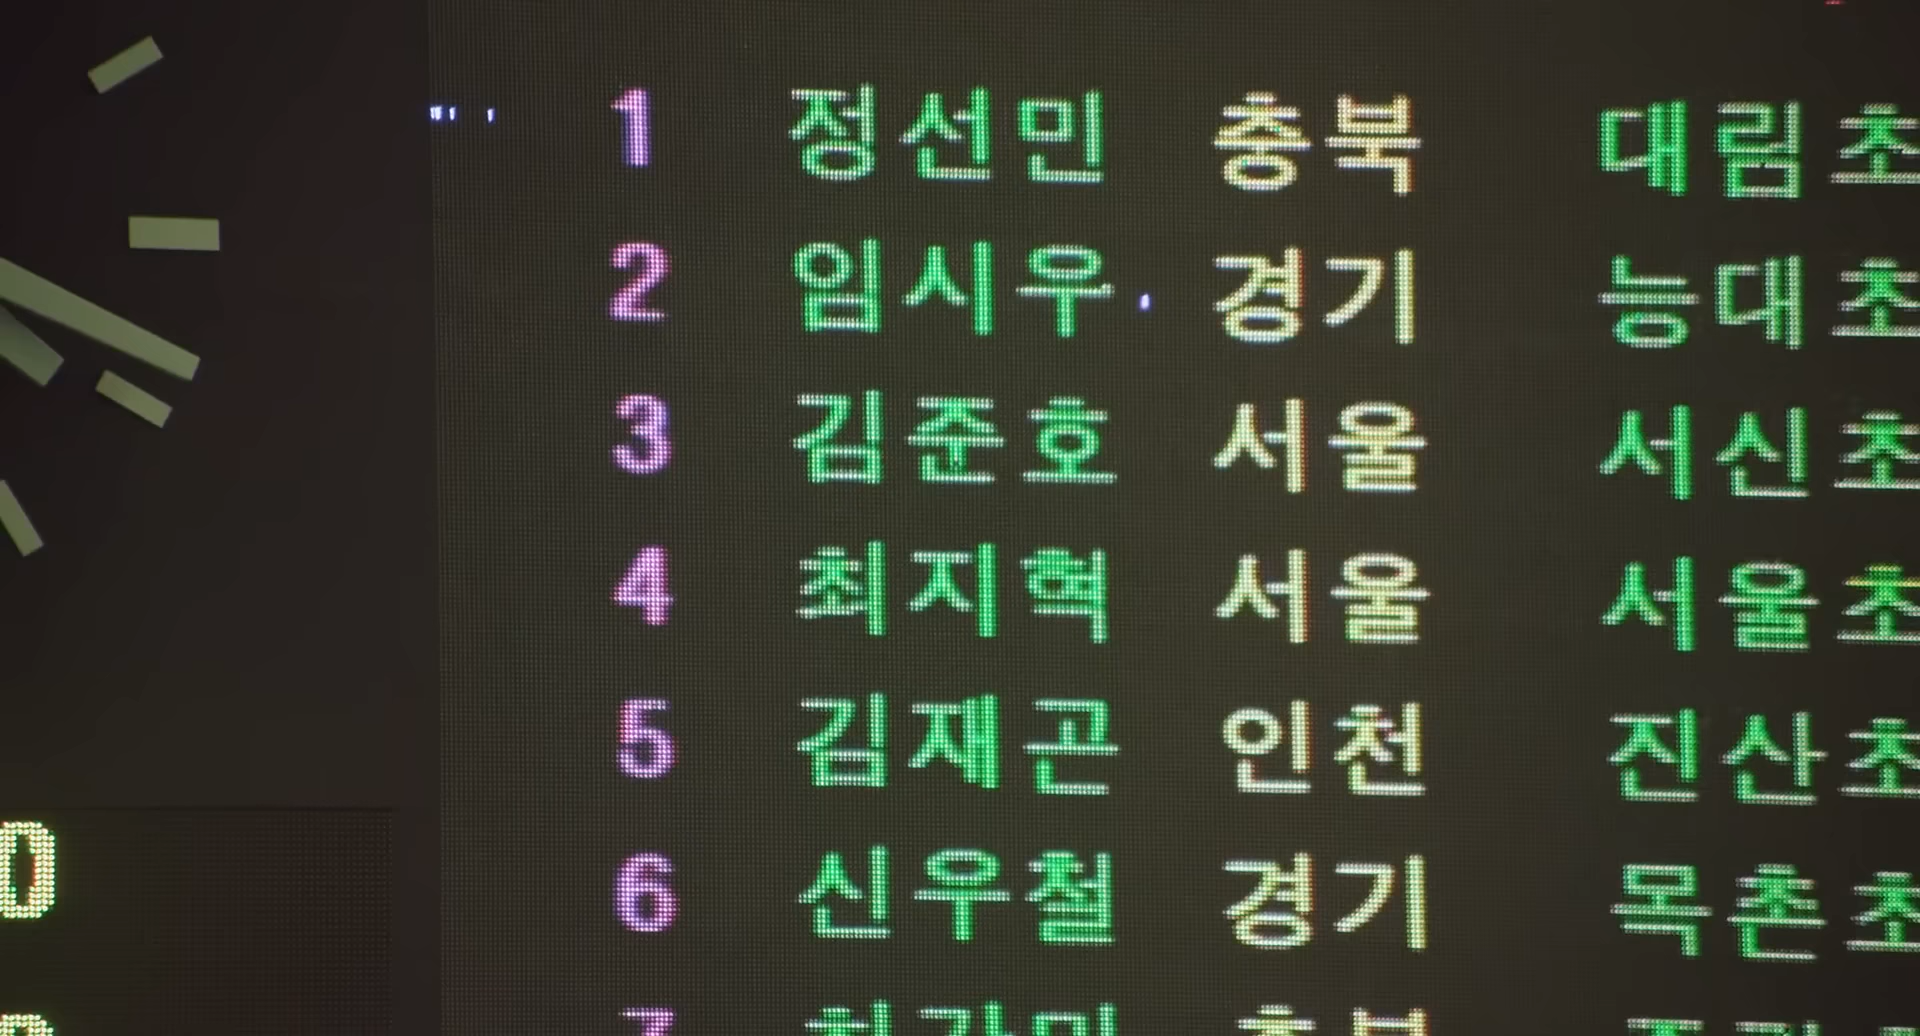 1 정선민 충북 대림초
2 임시우 경기 능대초
3 김준호 서울 서신초
4 최지혁 서울 서울초
5 김재곤 인천 진산초
6 신우철 경기 목촌초
7
0